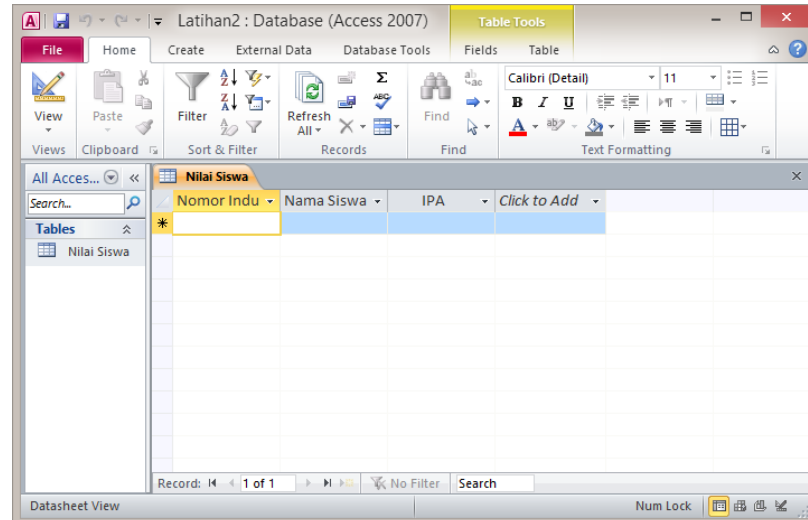 Latihan2 : Database (Access 2007)
Table Tools
File Home Create External Data Database Tools Fields Table
View Paste Filter Refresh All Find
Calibri (Detail) 11
B I U
Views Clipboard Sort & Filter Records Find Text Formatting
All Acces... Nilai Siswa
Search... Nomor Indu Nama Siswa IPA Click to Add
Tables
Nilai Siswa
Record: 1 of 1 No Filter Search
Datasheet View Num Lock